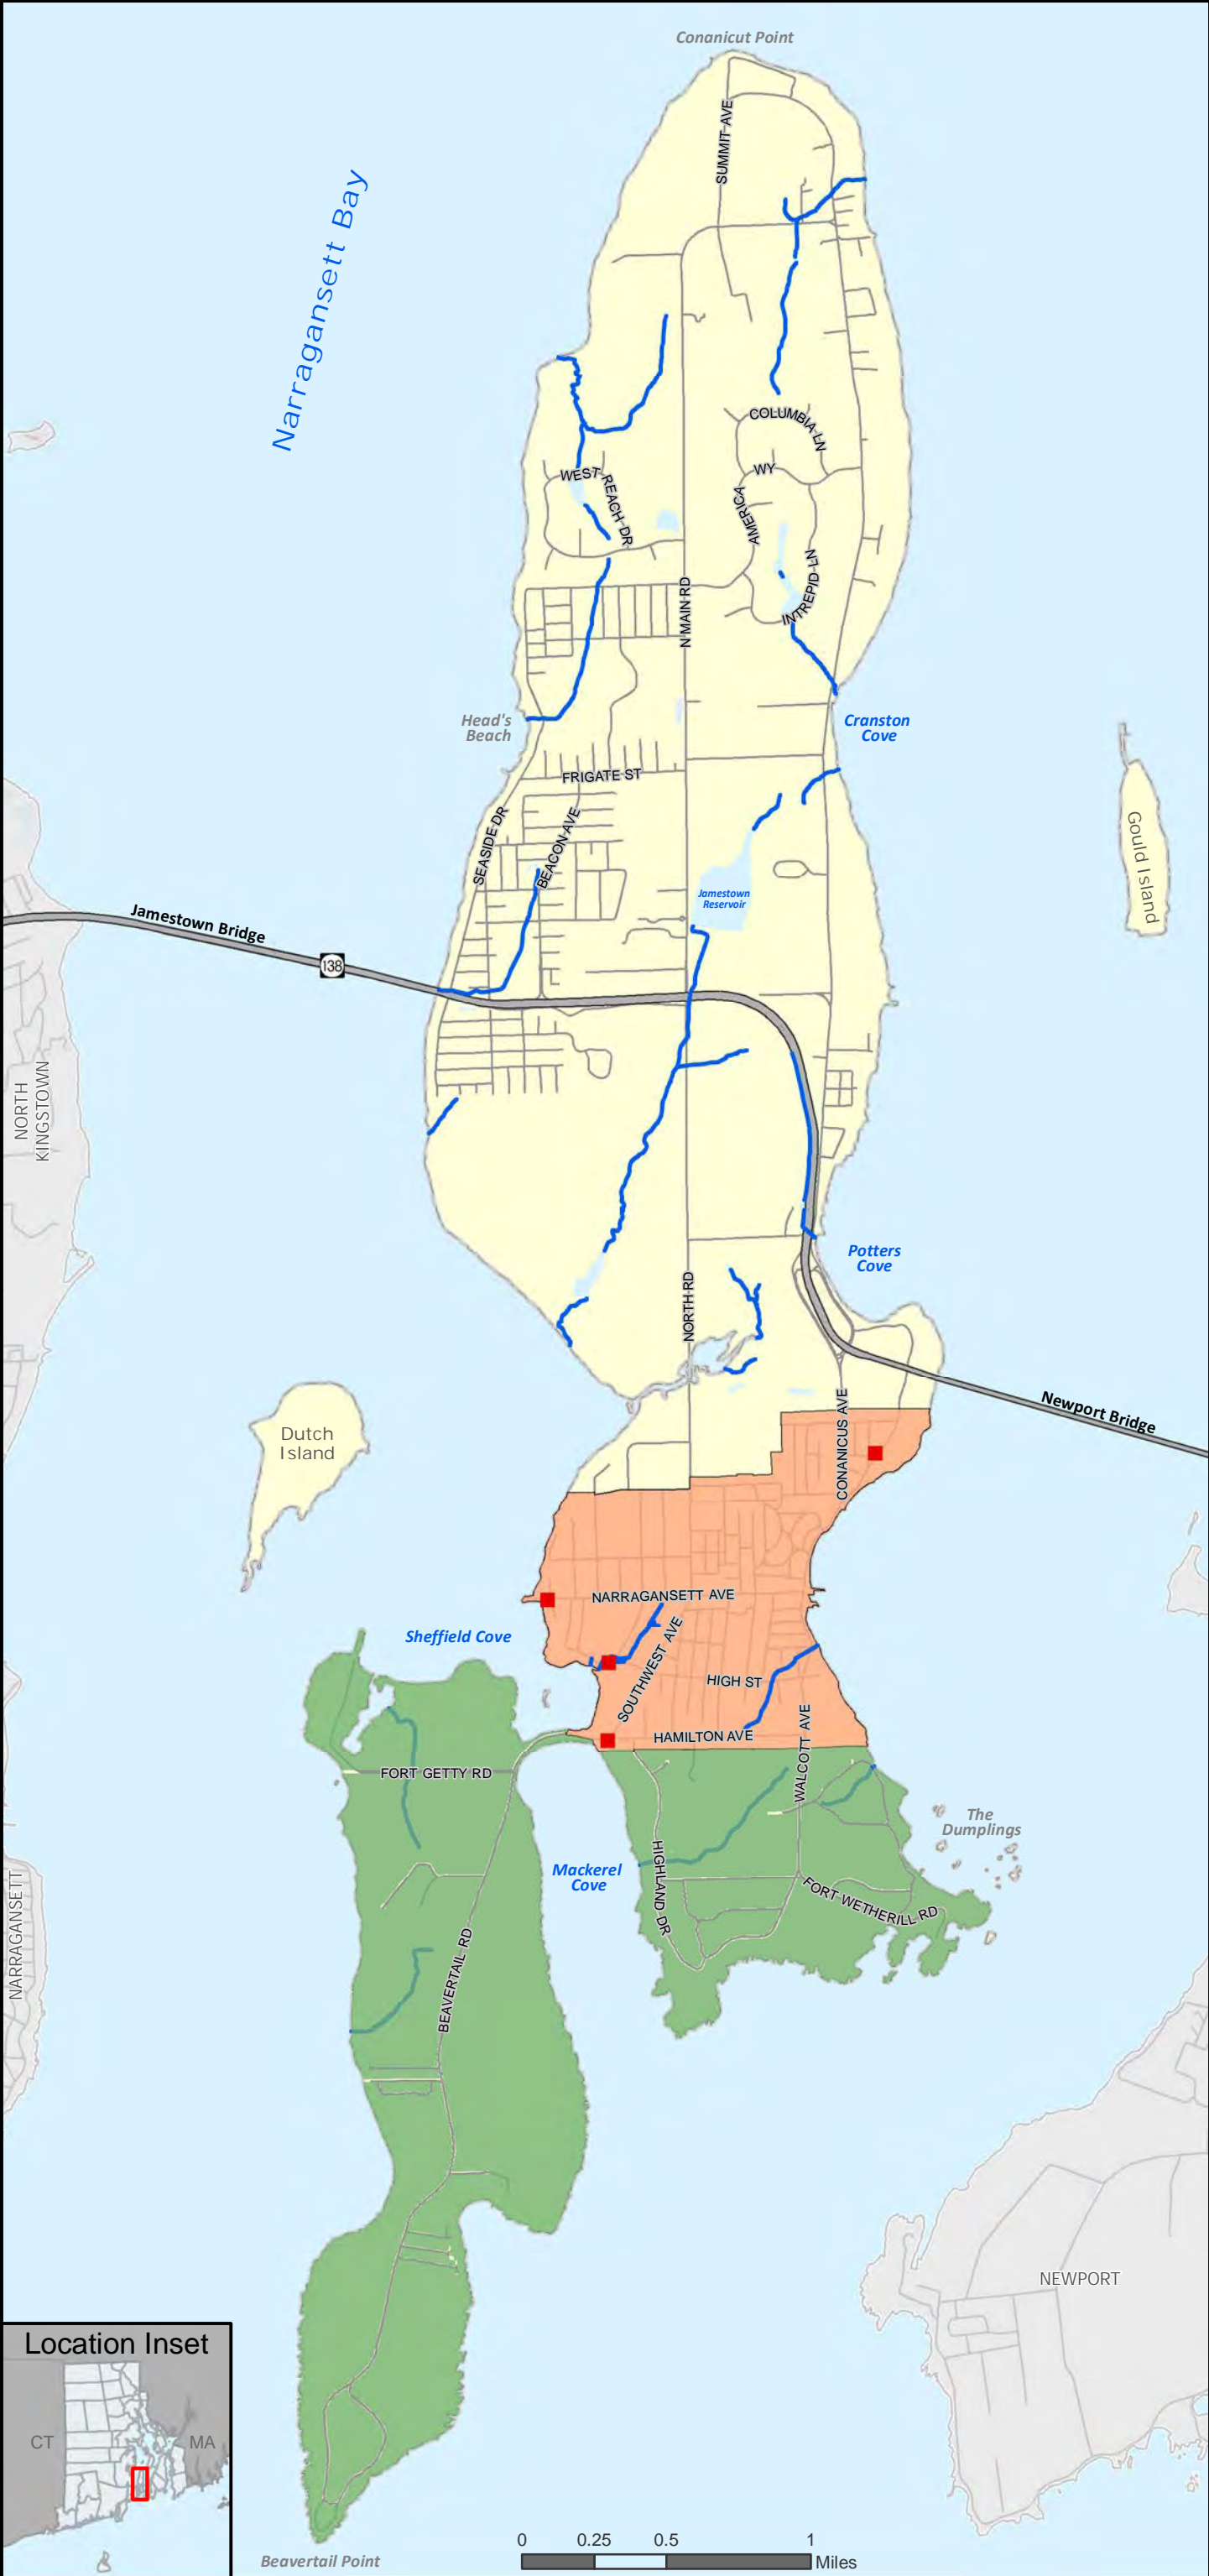 Conanicut Point
SUMMIT AVE
Narragansett Bay
COLUMBIA LN
WEST REACH DR
WY
AMERICA
INTREPID LN
N MAIN RD
Head's
Beach
Cranston
Cove
FRIGATE ST
SEASIDE DR
BEACON AVE
Gould Island
Jamestown
Reservoir
Jamestown Bridge
138
NORTH
KINGSTOWN
Potters
Cove
NORTH RD
Newport Bridge
CONANICUS AVE
Dutch
Island
NARRAGANSETT AVE
Sheffield Cove
SOUTHWEST AVE
HIGH ST
HAMILTON AVE
WALCOTT AVE
FORT GETTY RD
The
Dumplings
Mackerel
Cove
HIGHLAND DR
FORT WETHERILL RD
NARRAGANSETT
BEAVERTAIL RD
NEWPORT
Location Inset
CT
MA
Beavertail Point
0 0.25 0.5 1
Miles